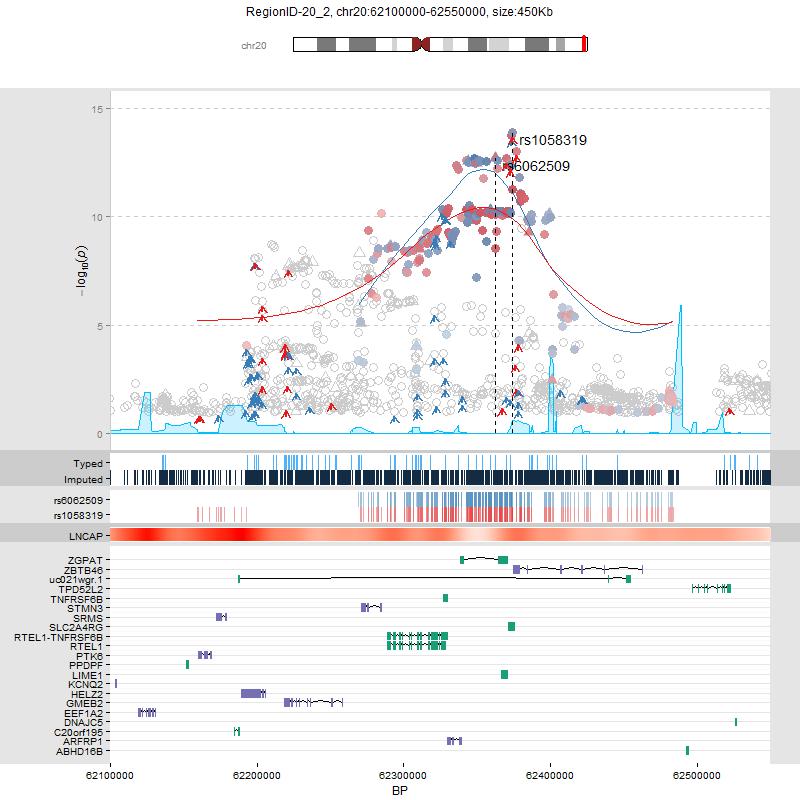 RegionID-20_2, chr20:62100000-62550000, size:450Kb
chr20
15
rs1058319
rs6062509
10
−log10(p)
5
0
Typed
Imputed
rs6062509
rs1058319
LNCAP
ZGPAT
ZBTB46
uc021wgr.1
TPD52L2
TNFRSF6B
STMN3
SRMS
SLC2A4RG
RTEL1-TNFRSF6B
RTEL1
PTK6
PPDPF
LIME1
KCNQ2
HELZ2
GMEB2
EEF1A2
DNAJC5
C20orf195
ARFRP1
ABHD16B
62100000 62200000 62300000 62400000 62500000
BP